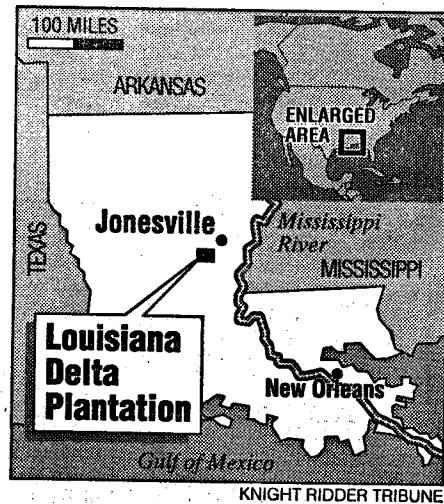 100 MILES
ARKANSAS
ENLARGED
AREA
Jonesville
Mississippi
River
TEXAS
MISSISSIPPI
Louisiana
Delta
Plantation
New Orleans
Gulf of Mexico
KNIGHT RIDDER TRIBUNE